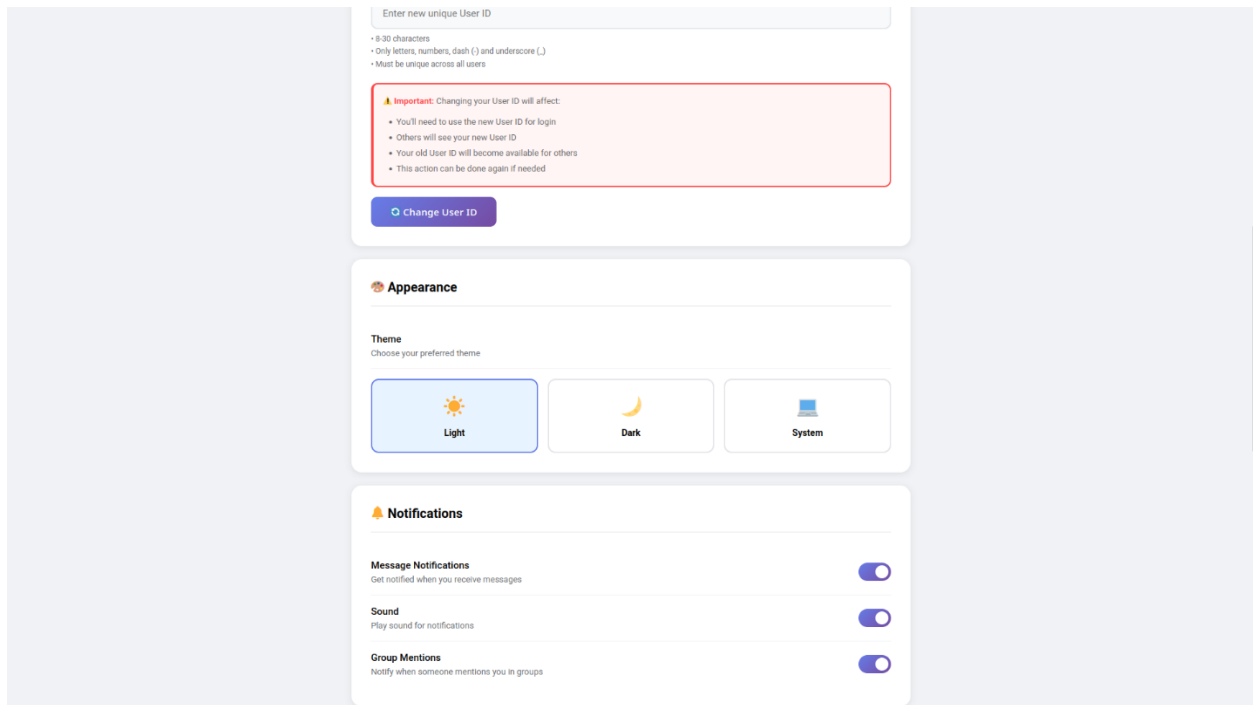 Enter new unique User ID
• 8-30 characters
• Only letters, numbers, dash (-) and underscore (_)
• Must be unique across all users
⚠️ Important: Changing your User ID will affect:
• You'll need to use the new User ID for login
• Others will see your new User ID
• Your old User ID will become available for others
• This action can be done again if needed
Change User ID
Appearance
Theme
Choose your preferred theme
Light
Dark
System
Notifications
Message Notifications
Get notified when you receive messages
Sound
Play sound for notifications
Group Mentions
Notify when someone mentions you in groups